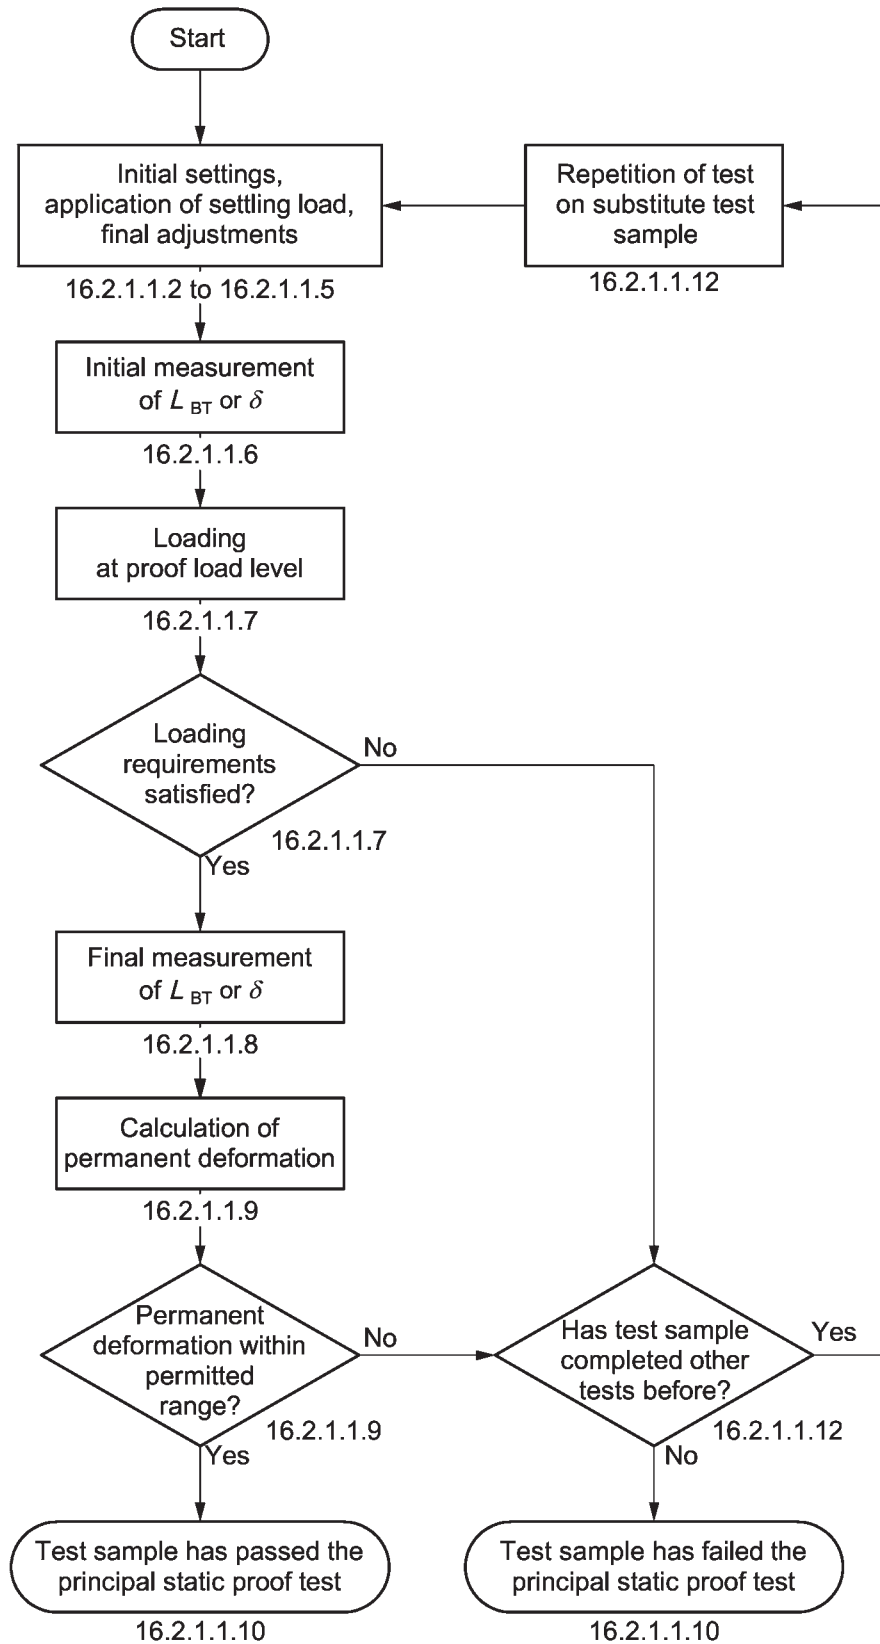 Start
Initial settings,
application of settling load,
final adjustments
16.2.1.1.2 to 16.2.1.1.5
Repetition of test
on substitute test
sample
16.2.1.1.12
Initial measurement
of L BT or δ
16.2.1.1.6
Loading
at proof load level
16.2.1.1.7
Loading
requirements
satisfied?
No
16.2.1.1.7
Yes
Final measurement
of L BT or δ
16.2.1.1.8
Calculation of
permanent deformation
16.2.1.1.9
Permanent
deformation within
permitted
range?
No
16.2.1.1.9
Yes
Has test sample
completed other
tests before?
Yes
16.2.1.1.12
No
Test sample has passed the
principal static proof test
16.2.1.1.10
Test sample has failed the
principal static proof test
16.2.1.1.10